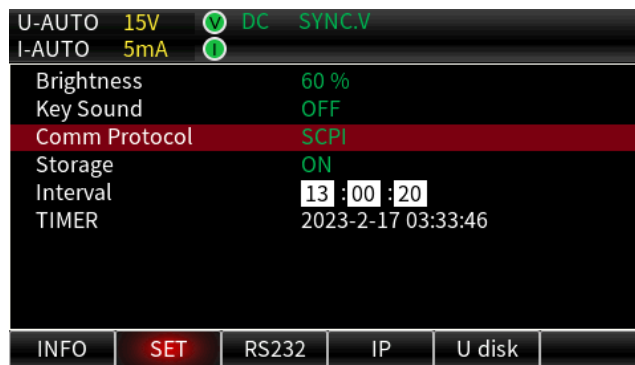 U-AUTO 15V V DC SYNC.V
I-AUTO 5mA I
Brightness 60 %
Key Sound OFF
Comm Protocol SCPI
Storage ON
Interval 13 :00 :20
TIMER 2023-2-17 03:33:46
INFO SET RS232 IP U disk